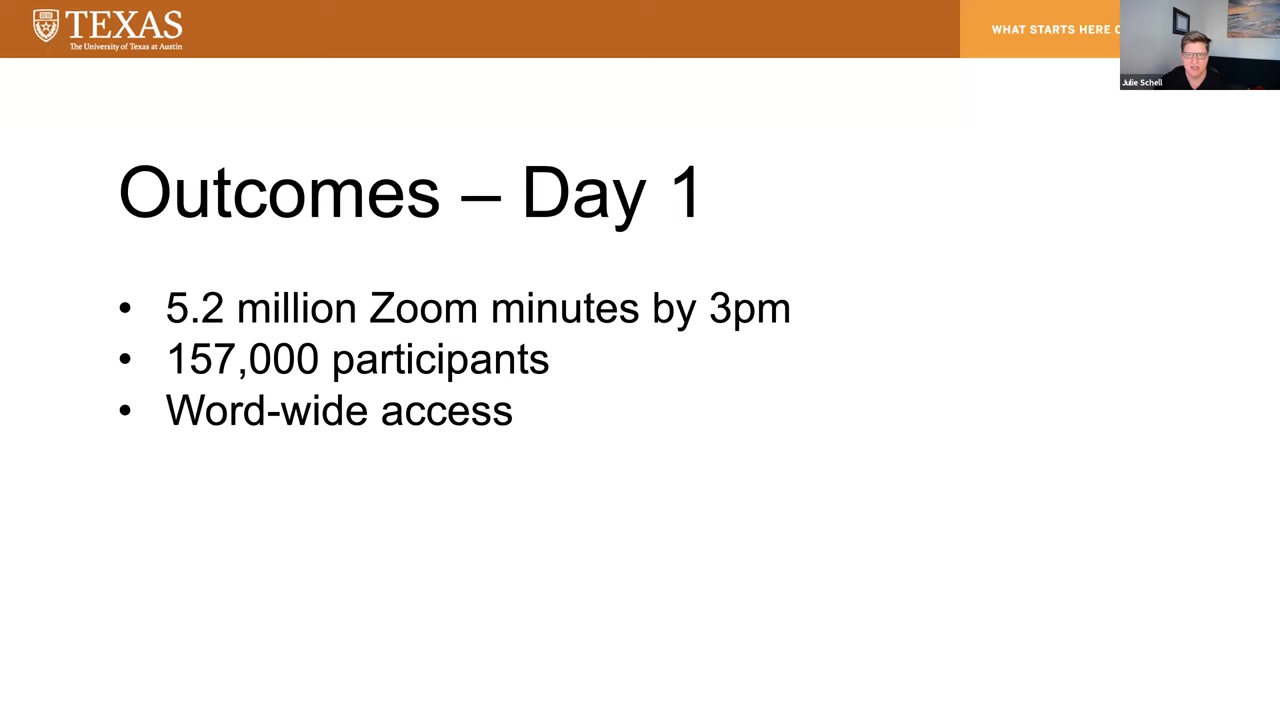 TEXAS
The University of Texas at Austin
WHAT STARTS HERE
Julie Schell
Outcomes – Day 1
• 5.2 million Zoom minutes by 3pm
• 157,000 participants
• Word-wide access